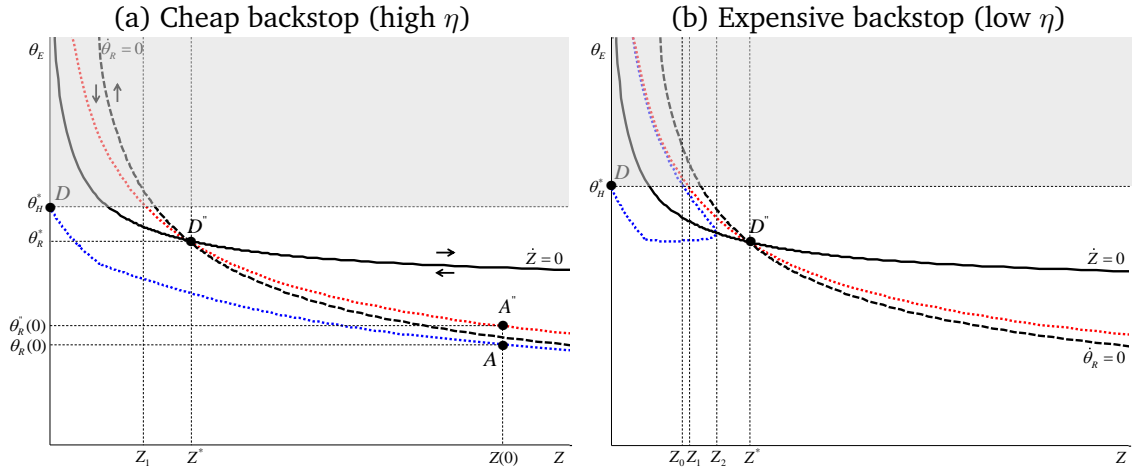 (a) Cheap backstop (high η)
θ_E
θ̇_R = 0
θ*_H
D
D"
θ*_R
Ż = 0
A"
θ"_R(0)
θ_R(0)
A
Z_1
Z*
Z(0)
Z
(b) Expensive backstop (low η)
θ_E
θ*_H
D
D"
Ż = 0
θ̇_R = 0
Z_0
Z_1
Z_2
Z*
Z